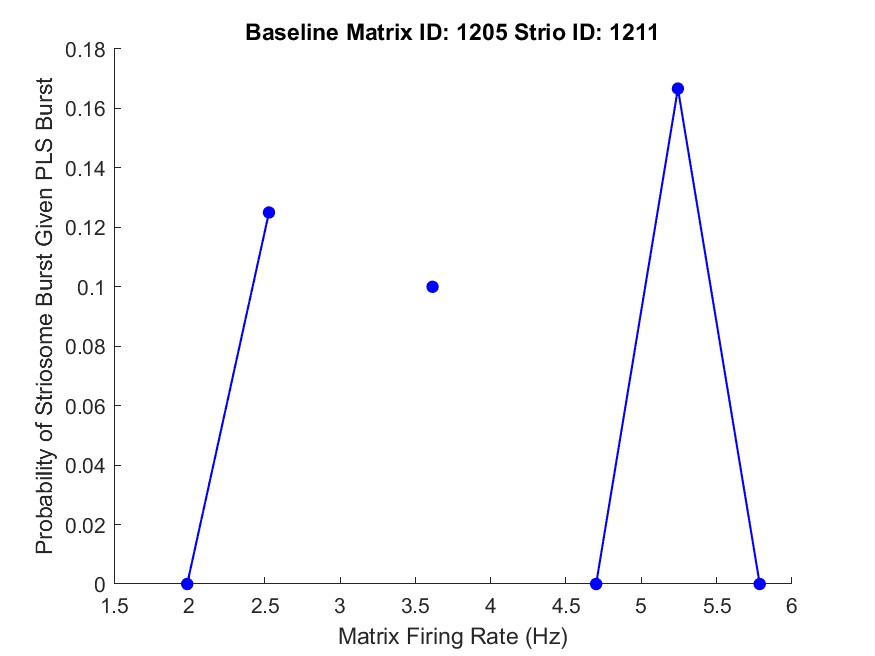 Baseline Matrix ID: 1205 Strio ID: 1211
Probability of Striosome Burst Given PLS Burst
0.18
0.16
0.14
0.12
0.1
0.08
0.06
0.04
0.02
0
1.5 2 2.5 3 3.5 4 4.5 5 5.5 6
Matrix Firing Rate (Hz)